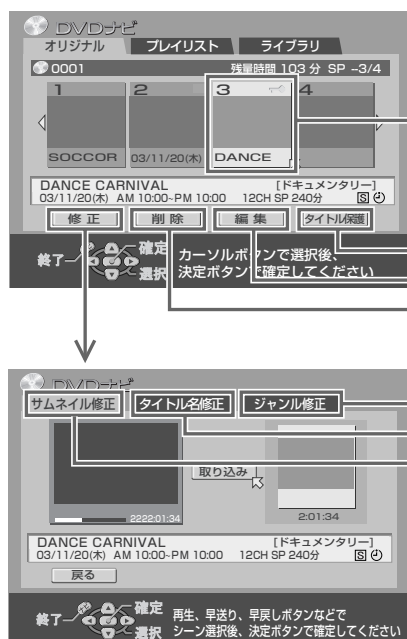 DVD-ナビ
オリジナル プレイリスト ライブラリ
0001 残量時間 103 分 SP --3/4
1 2 3 4
SOCCOR 03/11/20(木) DANCE
DANCE CARNIVAL [ドキュメンタリー]
03/11/20(木) AM 10:00~PM 10:00 12CH SP 240分 S
修正 削除 編集 タイトル保護
終了 確定 選択
カーソルボタンで選択後、
決定ボタンで確定してください
DVD-ナビ
サムネイル修正 タイトル名修正 ジャンル修正
取り込み
2222:01:34 2:01:34
DANCE CARNIVAL [ドキュメンタリー]
03/11/20(木) AM 10:00~PM 10:00 12CH SP 240分 S
戻る
終了 確定 選択
再生、早送り、早戻しボタンなどで
シーン選択後、決定ボタンで確定してください